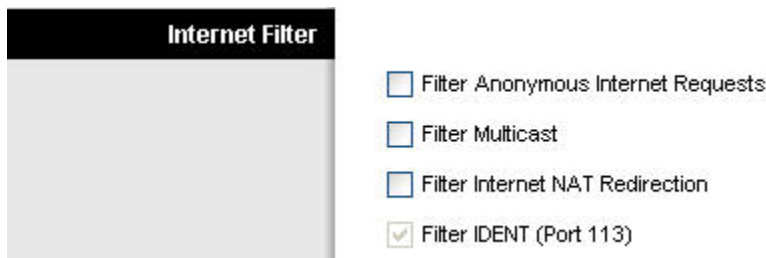 Internet Filter
Filter Anonymous Internet Requests
Filter Multicast
Filter Internet NAT Redirection
Filter IDENT (Port 113)